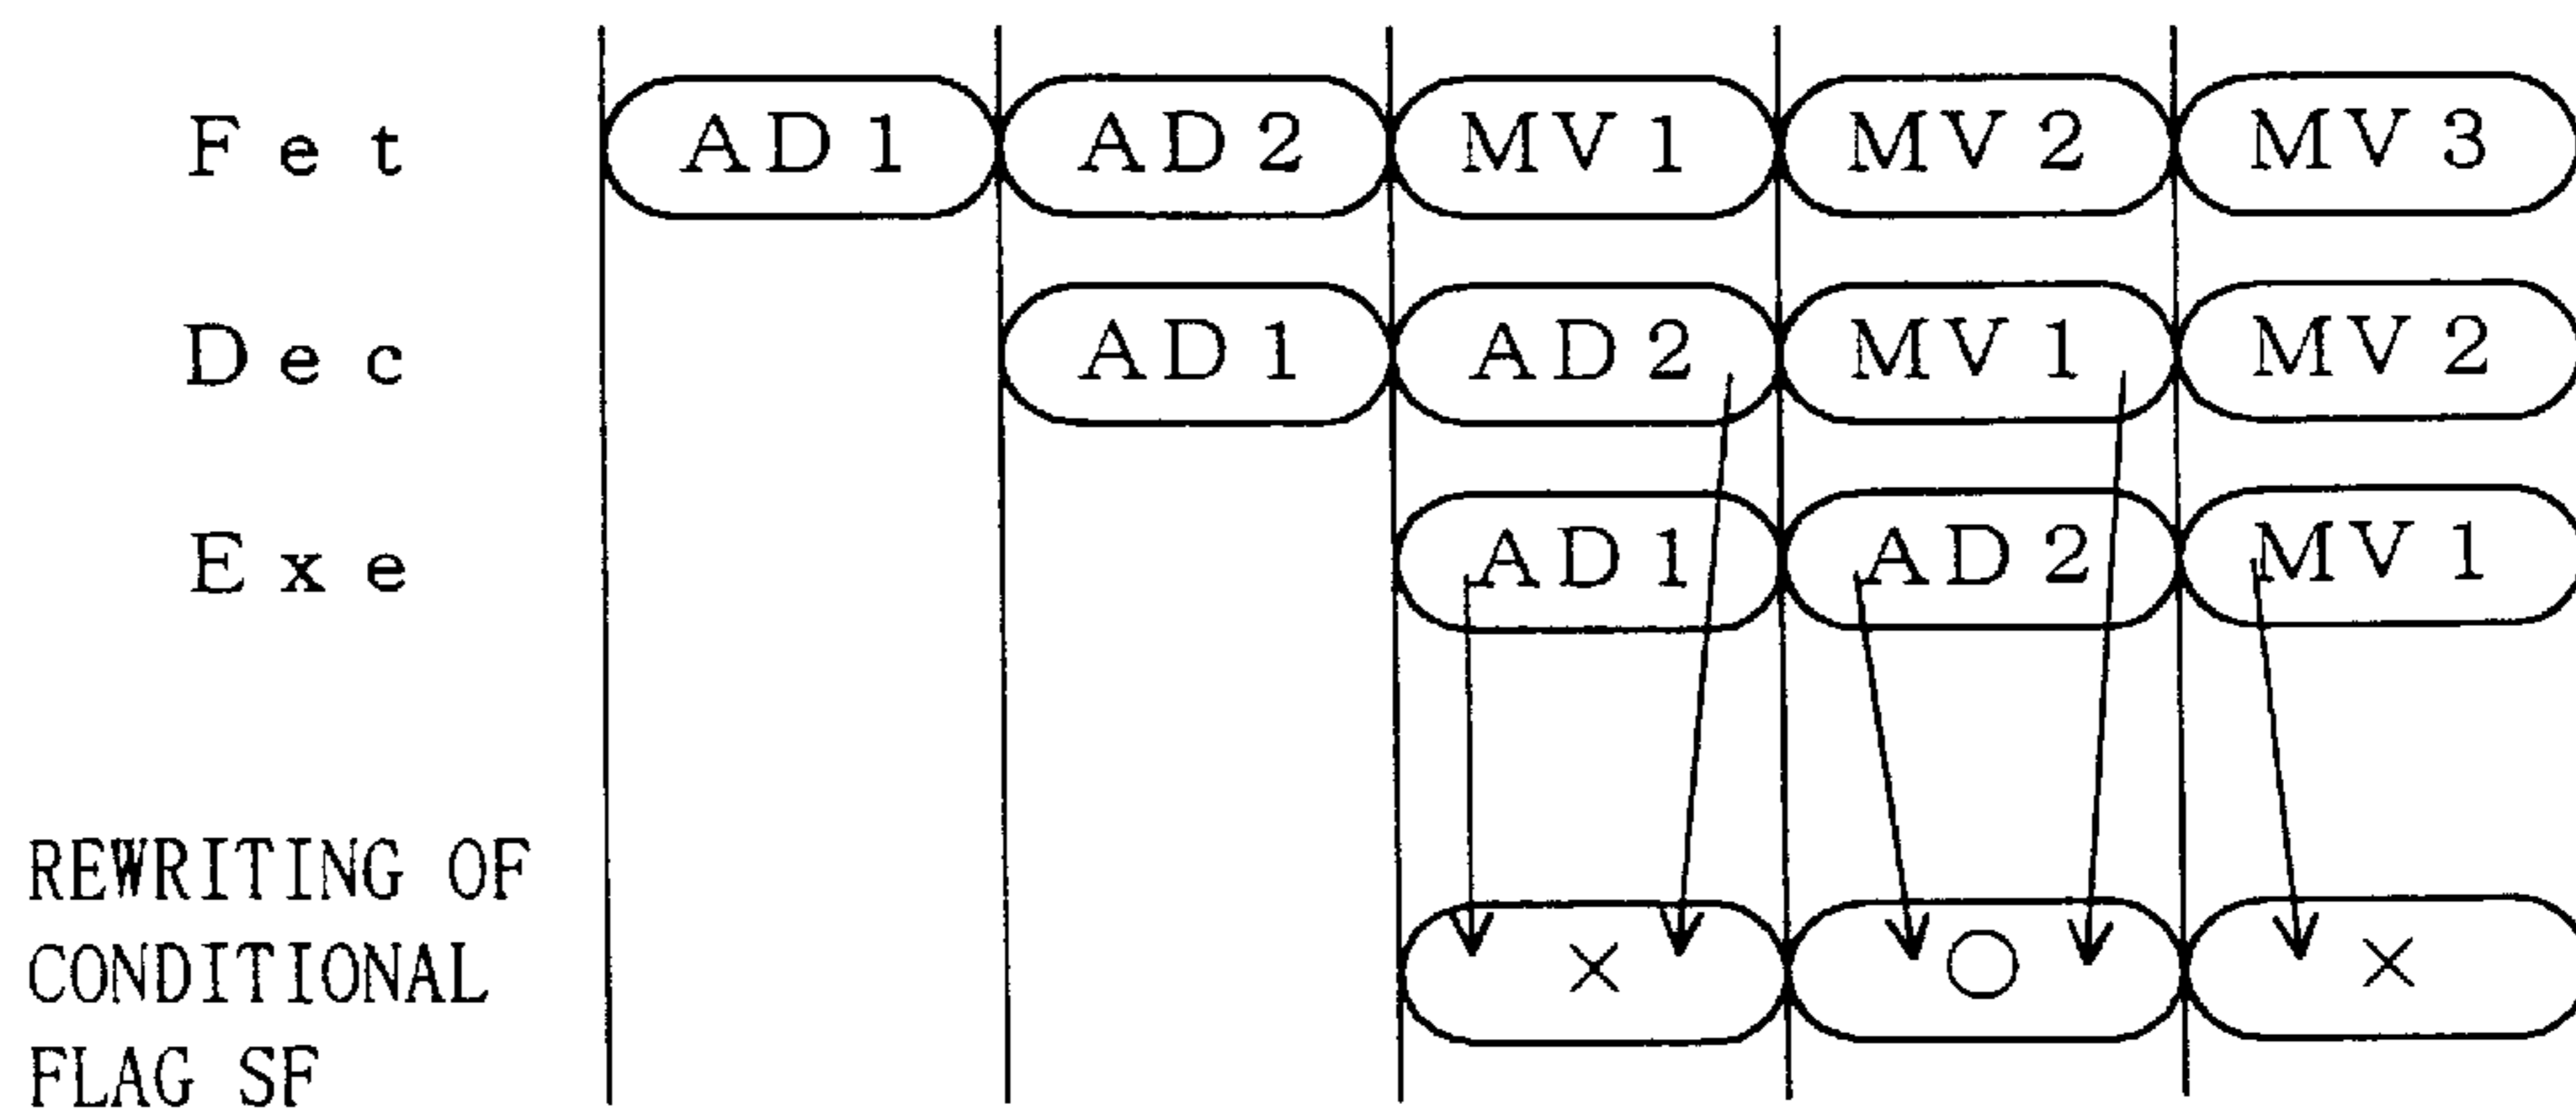 Fet AD1 AD2 MV1 MV2 MV3
Dec AD1 AD2 MV1 MV2
Exe AD1 AD2 MV1
REWRITING OF
CONDITIONAL × ○ ×
FLAG SF